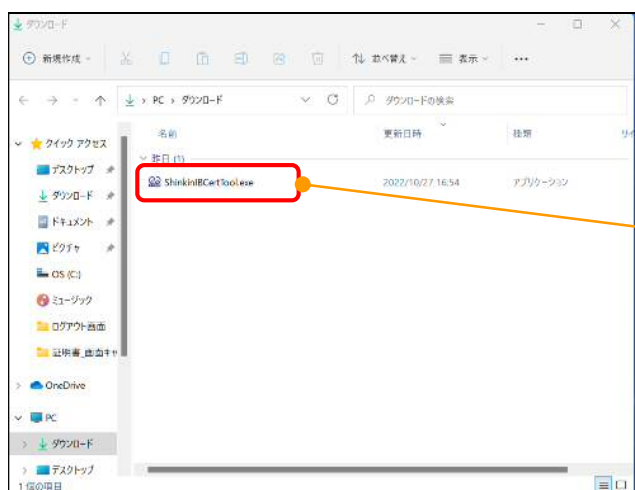 ダウンロード
新規作成
並べ替え
表示
PC > ダウンロード
ダウンロードの検索
名前
更新日時
種類
サイ
クイック アクセス
昨日 (1)
デスクトップ
ShinkinIBCertTool.exe
2022/10/27 16:54
アプリケーション
ダウンロード
ドキュメント
ピクチャ
OS (C:)
ミュージック
ログアウト画面
証明書_画面キャ
OneDrive
PC
ダウンロード
デスクトップ
1 個の項目